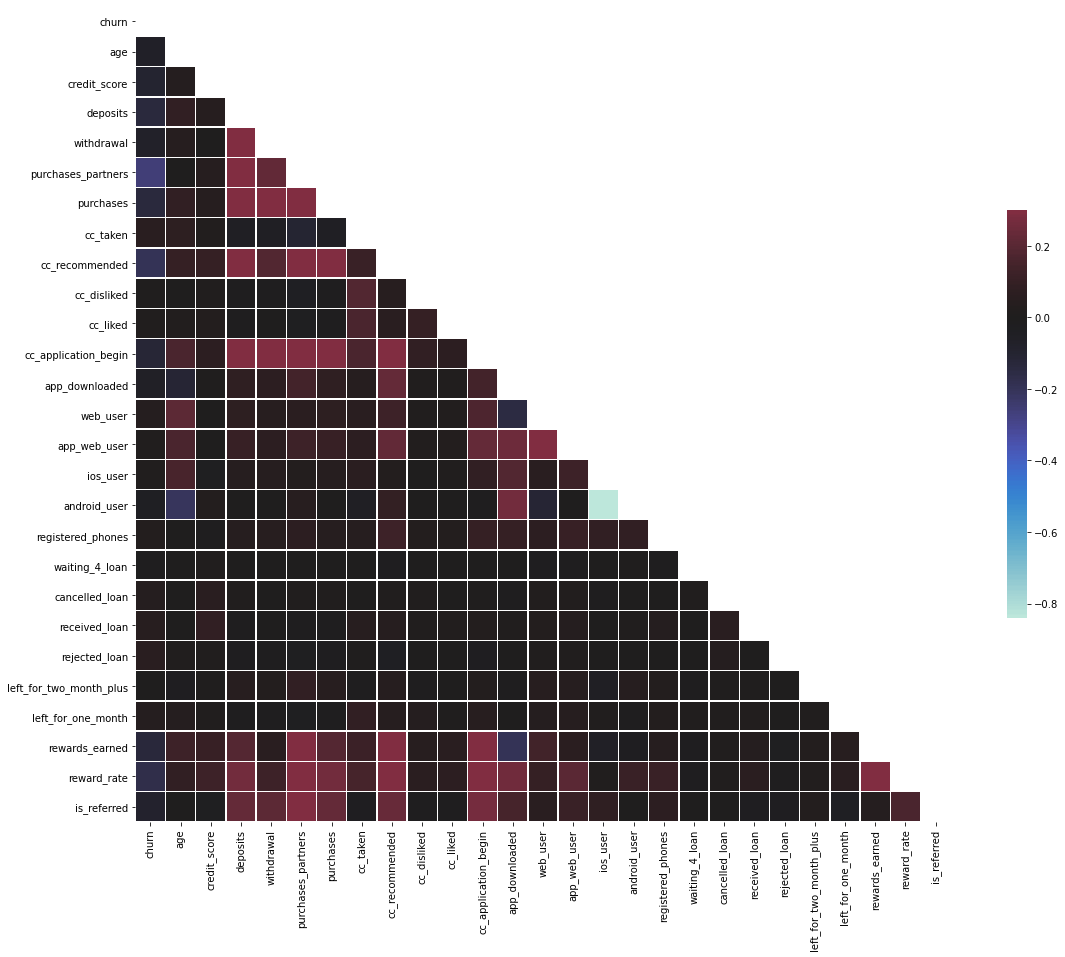 churn
age
credit_score
deposits
withdrawal
purchases_partners
purchases
cc_taken
cc_recommended
cc_disliked
cc_liked
cc_application_begin
app_downloaded
web_user
app_web_user
ios_user
android_user
registered_phones
waiting_4_loan
cancelled_loan
received_loan
rejected_loan
left_for_two_month_plus
left_for_one_month
rewards_earned
reward_rate
is_referred
churn
age
credit_score
deposits
withdrawal
purchases_partners
purchases
cc_taken
cc_recommended
cc_disliked
cc_liked
cc_application_begin
app_downloaded
web_user
app_web_user
ios_user
android_user
registered_phones
waiting_4_loan
cancelled_loan
received_loan
rejected_loan
left_for_two_month_plus
left_for_one_month
rewards_earned
reward_rate
is_referred
0.2
0.0
−0.2
−0.4
−0.6
−0.8